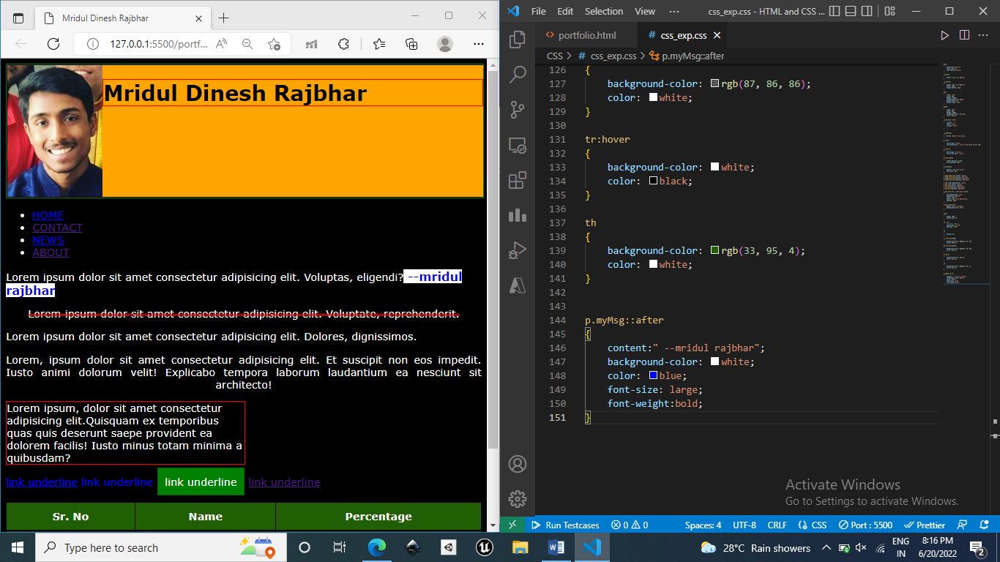 Mridul Dinesh Rajbhar
127.0.0.1:5500/portf...
Mridul Dinesh Rajbhar
HOME
CONTACT
NEWS
ABOUT
Lorem ipsum dolor sit amet consectetur adipisicing elit. Voluptas, eligendi? --mridul
rajbhar
Lorem ipsum dolor sit amet consectetur adipisicing elit. Voluptate, reprehenderit.
Lorem ipsum dolor sit amet consectetur adipisicing elit. Dolores, dignissimos.
Lorem, ipsum dolor sit amet consectetur adipisicing elit. Et suscipit non eos impedit.
Iusto animi dolorum velit! Explicabo tempora laborum laudantium ea nesciunt sit
architecto!
Lorem ipsum, dolor sit amet consectetur
adipisicing elit.Quisquam ex temporibus
quas quis deserunt saepe provident ea
dolorem facilis! Iusto minus totam minima a
quibusdam?
link underline link underline link underline link underline
Sr. No Name Percentage
File Edit Selection View ··· css_exp.css - HTML and CSS ...
portfolio.html # css_exp.css
CSS > # css_exp.css > p.myMsg::after
126 {
127 background-color: rgb(87, 86, 86);
128 color: white;
129 }
130
131 tr:hover
132 {
133 background-color: white;
134 color: black;
135 }
136
137 th
138 {
139 background-color: rgb(33, 95, 4);
140 color: white;
141 }
142
143
144 p.myMsg::after
145 {
146 content:" --mridul rajbhar";
147 background-color: white;
148 color: blue;
149 font-size: large;
150 font-weight:bold;
151 }
Activate Windows
Go to Settings to activate Windows.
Run Testcases 0 0 Spaces: 4 UTF-8 CRLF CSS Port : 5500 Prettier
Type here to search
28°C Rain showers
ENG
IN
8:16 PM
6/20/2022
2